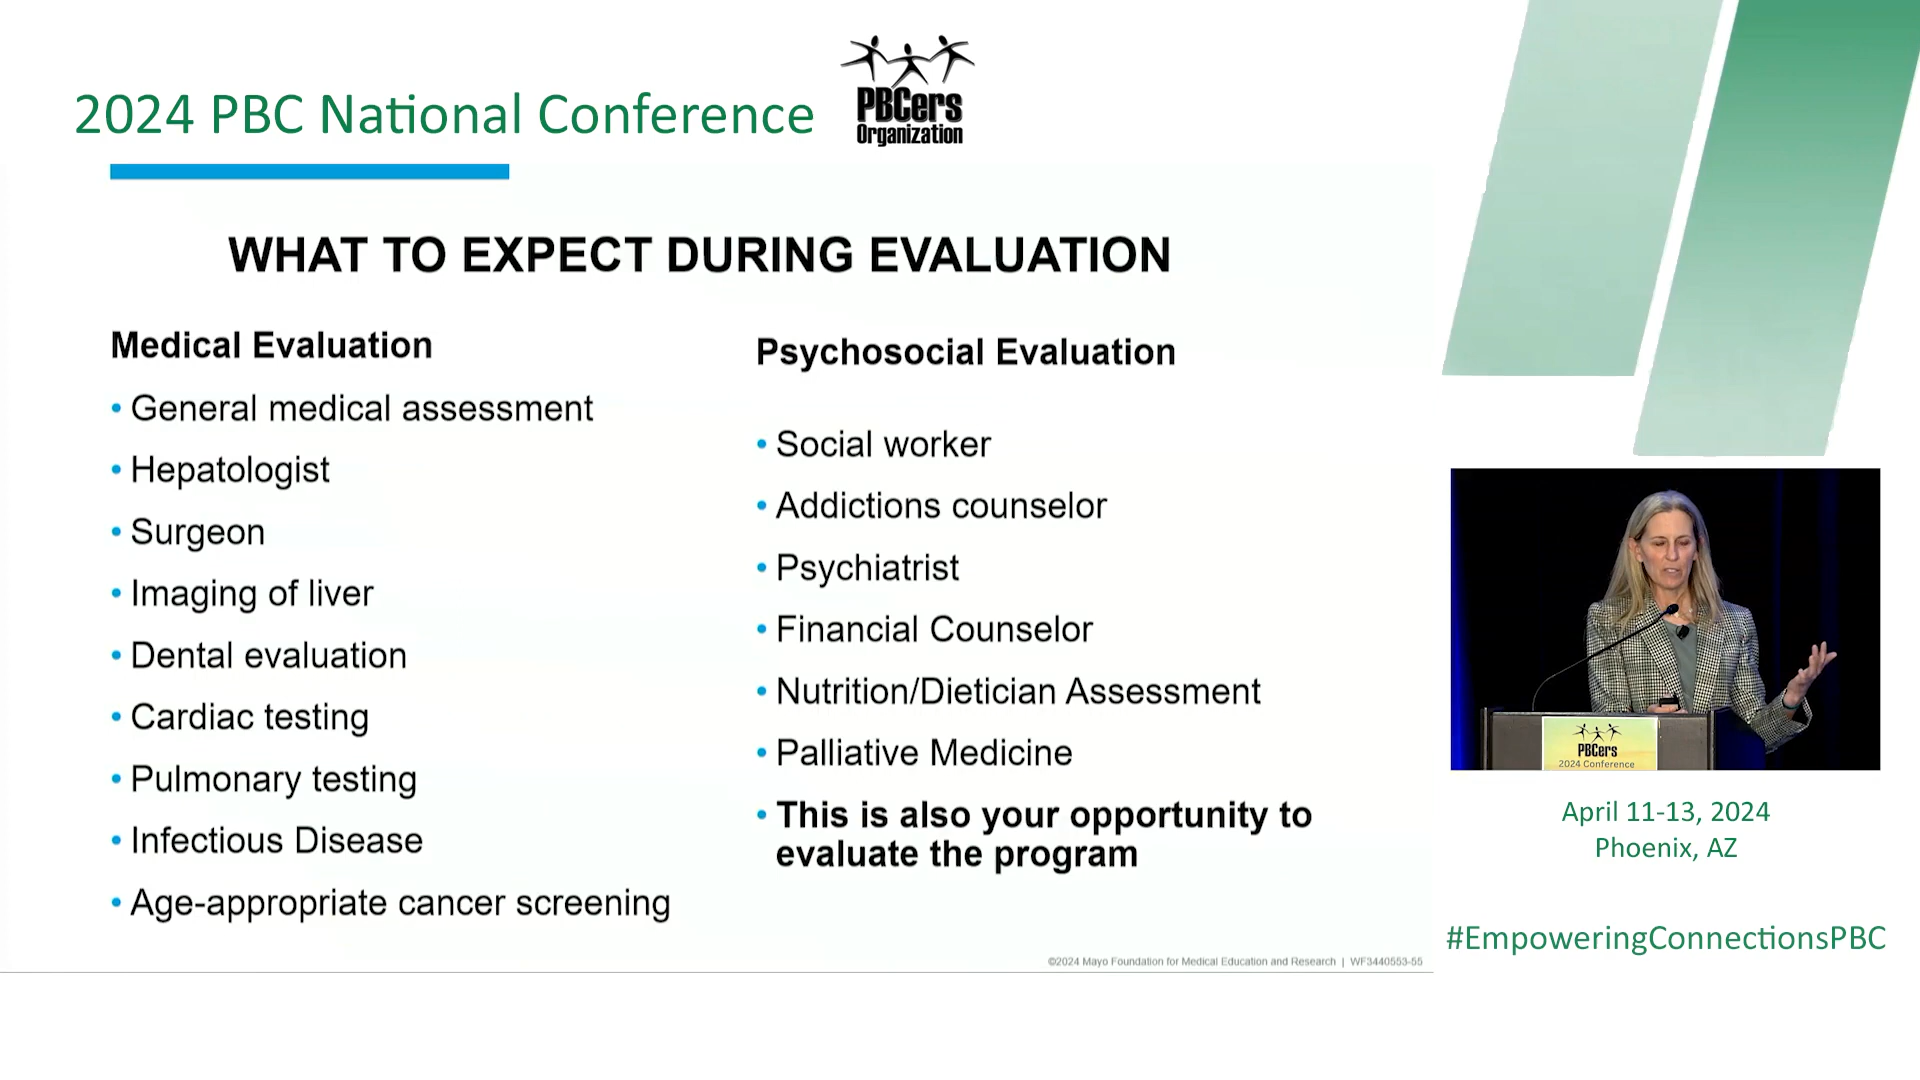 2024 PBC National Conference
PBCers
Organization
WHAT TO EXPECT DURING EVALUATION
Medical Evaluation
• General medical assessment
• Hepatologist
• Surgeon
• Imaging of liver
• Dental evaluation
• Cardiac testing
• Pulmonary testing
• Infectious Disease
• Age-appropriate cancer screening
Psychosocial Evaluation
• Social worker
• Addictions counselor
• Psychiatrist
• Financial Counselor
• Nutrition/Dietician Assessment
• Palliative Medicine
• This is also your opportunity to
evaluate the program
©2024 Mayo Foundation for Medical Education and Research | WF3440553-55
PBCers
2024 Conference
April 11-13, 2024
Phoenix, AZ
#EmpoweringConnectionsPBC